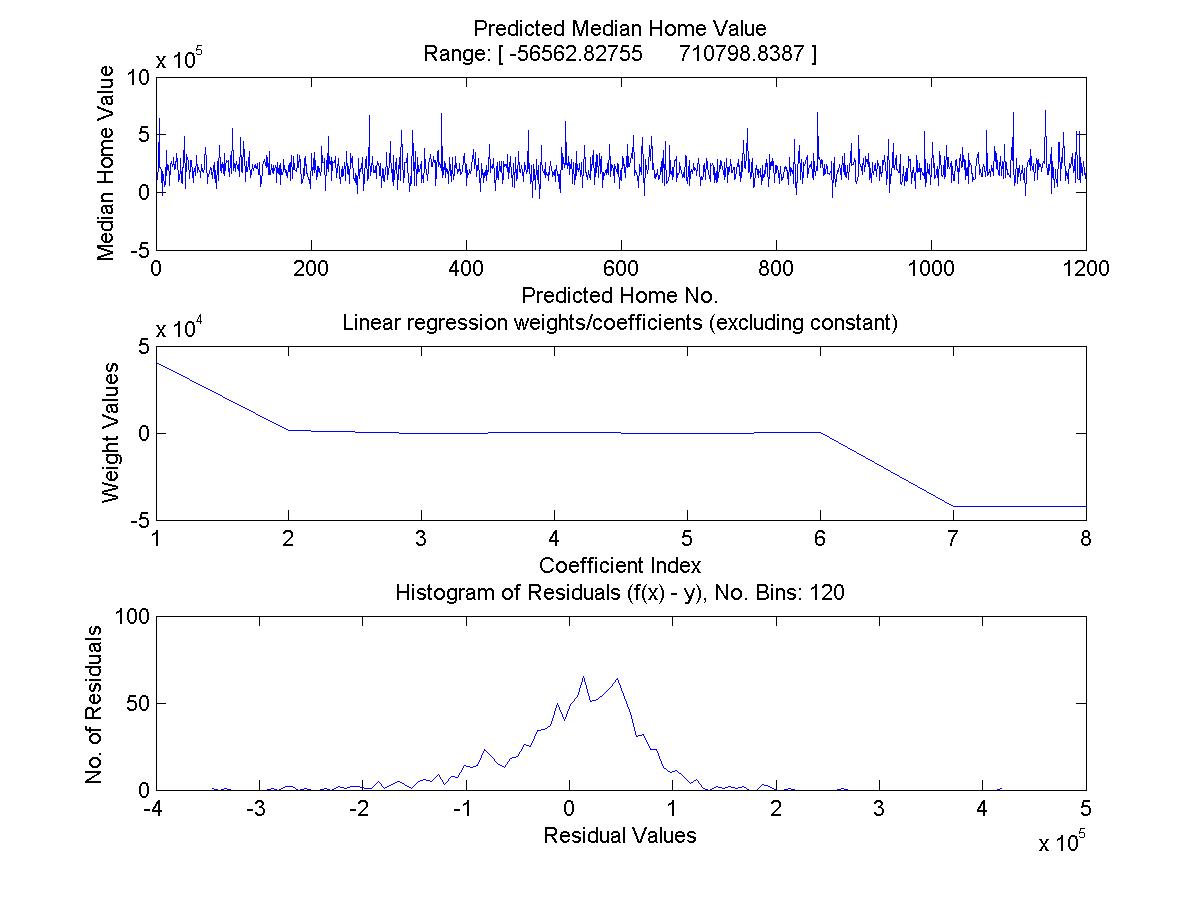 Predicted Median Home Value
Range: [ -56562.82755 710798.8387 ]
x 10^5
10
5
0
-5
Median Home Value
0 200 400 600 800 1000 1200
Predicted Home No.
Linear regression weights/coefficients (excluding constant)
x 10^4
5
0
-5
Weight Values
1 2 3 4 5 6 7 8
Coefficient Index
Histogram of Residuals (f(x) - y), No. Bins: 120
100
50
0
No. of Residuals
-4 -3 -2 -1 0 1 2 3 4 5
Residual Values
x 10^5